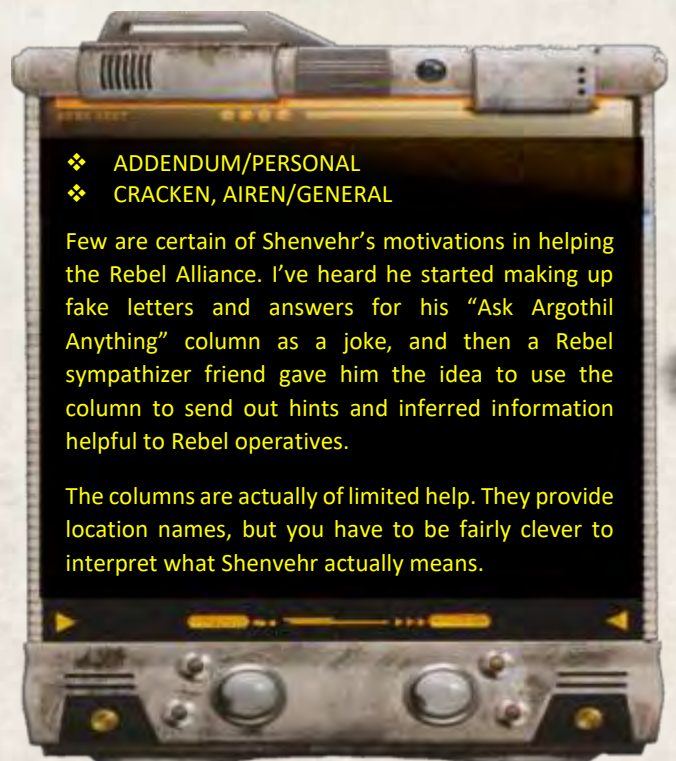 ❖ ADDENDUM/PERSONAL
❖ CRACKEN, AIREN/GENERAL
Few are certain of Shenvehr’s motivations in helping
the Rebel Alliance. I’ve heard he started making up
fake letters and answers for his “Ask Argothil
Anything” column as a joke, and then a Rebel
sympathizer friend gave him the idea to use the
column to send out hints and inferred information
helpful to Rebel operatives.
The columns are actually of limited help. They provide
location names, but you have to be fairly clever to
interpret what Shenvehr actually means.